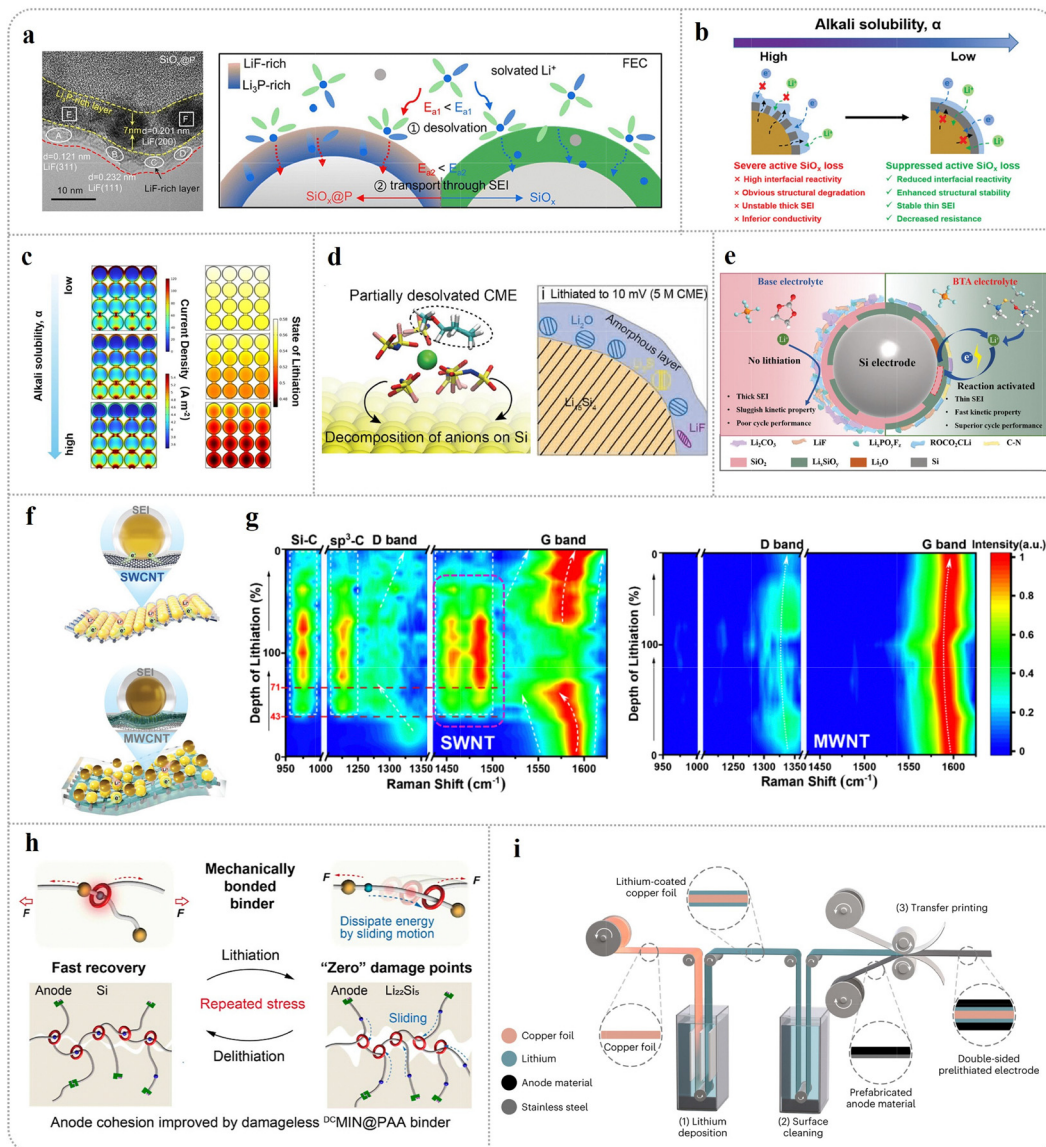 a
SiOx@P
Li3P-rich layer
E
F
7nm
d=0.201 nm
LiF(200)
A
B
C
D
d=0.121 nm
LiF(311)
d=0.232 nm
LiF(111)
LiF-rich layer
10 nm
LiF-rich
Li3P-rich
solvated Li+
FEC
Ea1 < Ea1
① desolvation
Ea2 < Ea2
② transport through SEI
SiOx@P
SiOx
b
Alkali solubility, α
High
Low
e-
Li+
e-
Li+
e-
Li+
e-
Li+
Severe active SiOx loss
× High interfacial reactivity
× Obvious structural degradation
× Unstable thick SEI
× Inferior conductivity
Suppressed active SiOx loss
✓ Reduced interfacial reactivity
✓ Enhanced structural stability
✓ Stable thin SEI
✓ Decreased resistance
c
low
Alkali solubility, α
high
Current Density, (A m-2)
State of Lithiation
0.58
0.48
d
Partially desolvated CME
Decomposition of anions on Si
i Lithiated to 10 mV (5 M CME)
Li2O
Amorphous layer
Li15Si4
LiF
e
Base electrolyte
BTA electrolyte
Li
No lithiation
Si electrode
Li
e-
Reaction activated
• Thick SEI
• Sluggish kinetic property
• Poor cycle performance
• Thin SEI
• Fast kinetic property
• Superior cycle performance
Li2CO3
LiF
LixPOyFz
ROCO2CLi
C-N
SiO2
LixSiOy
Li2O
Si
f
SEI
e-
e-
SWCNT
SEI
MWCNT
g
Si-C
sp3-C
D band
G band
Depth of Lithiation (%)
0
100
71
43
0
SWNT
950
1000
1250
1350
1450
1500
1550
1600
Raman Shift (cm-1)
D band
G band
Intensity(a.u.)
MWNT
Depth of Lithiation (%)
0
100
0
950
1000
1250
1300
1350
1450
1500
1550
1600
Raman Shift (cm-1)
1
0.8
0.6
0.4
0.2
0
h
F
F
Mechanically
bonded
binder
F
F
Dissipate energy
by sliding motion
Fast recovery
Lithiation
"Zero" damage points
Anode
Si
Repeated stress
Anode
Li22Si5
Sliding
Delithiation
Anode cohesion improved by damageless DCMIN@PAA binder
i
Lithium-coated
copper foil
(3) Transfer printing
Copper foil
Lithium
Anode material
Stainless steel
Copper foil
Prefabricated
anode material
Double-sided
prelithiated electrode
(1) Lithium
deposition
(2) Surface
cleaning